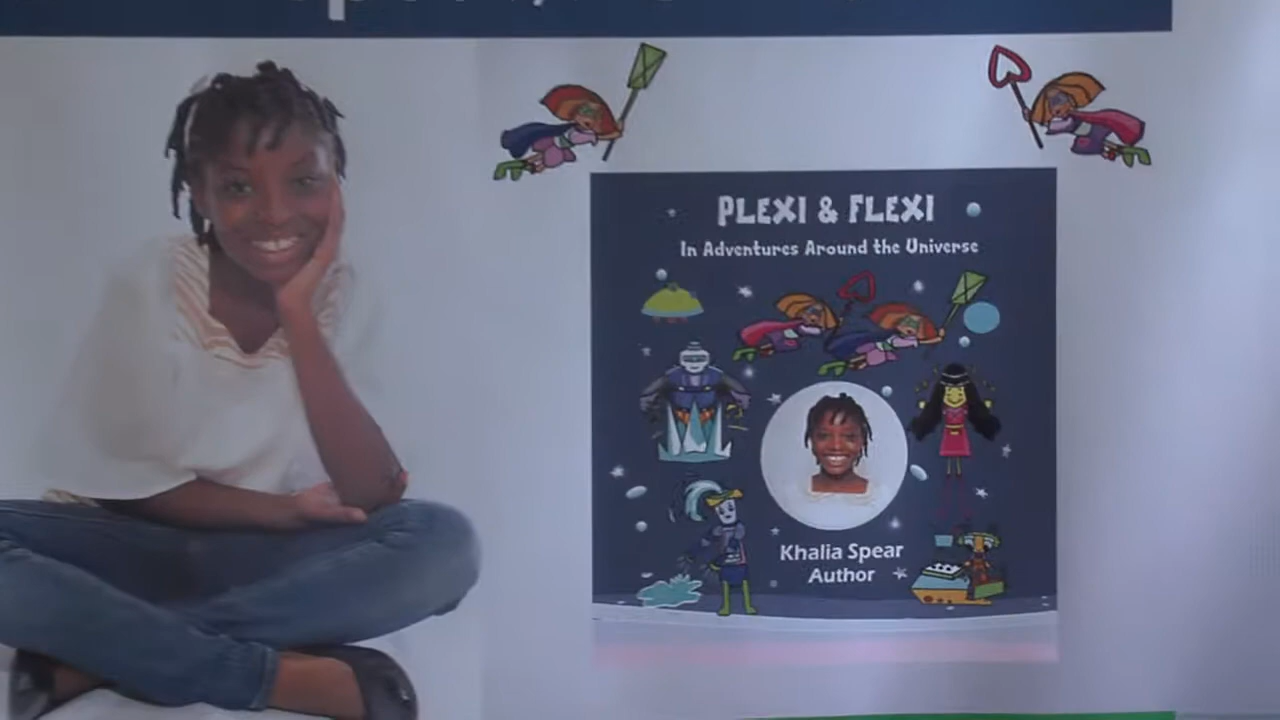 PLEXI & FLEXI
In Adventures Around the Universe
Khalia Spear
Author